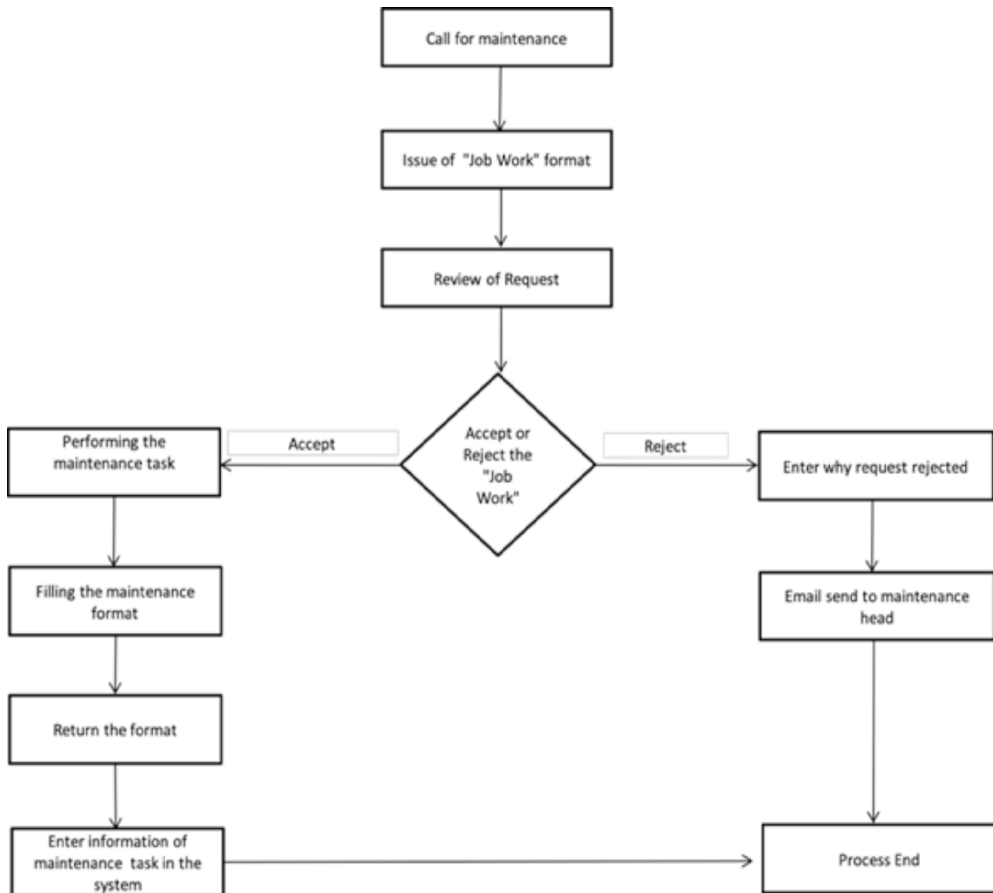 Call for maintenance
Issue of "Job Work" format
Review of Request
Accept or
Reject the
"Job
Work"
Accept
Performing the
maintenance task
Filling the maintenance
format
Return the format
Enter information of
maintenance task in the
system
Reject
Enter why request rejected
Email send to maintenance
head
Process End